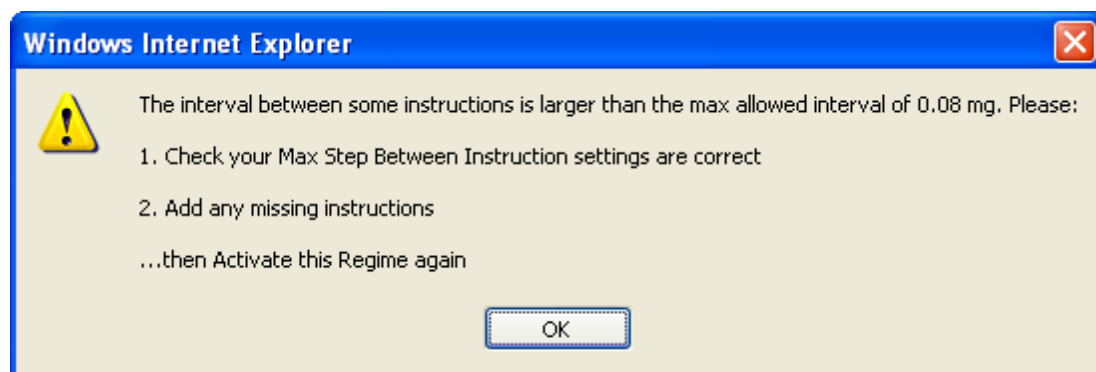 Windows Internet Explorer
The interval between some instructions is larger than the max allowed interval of 0.08 mg. Please:
1. Check your Max Step Between Instruction settings are correct
2. Add any missing instructions
...then Activate this Regime again
OK